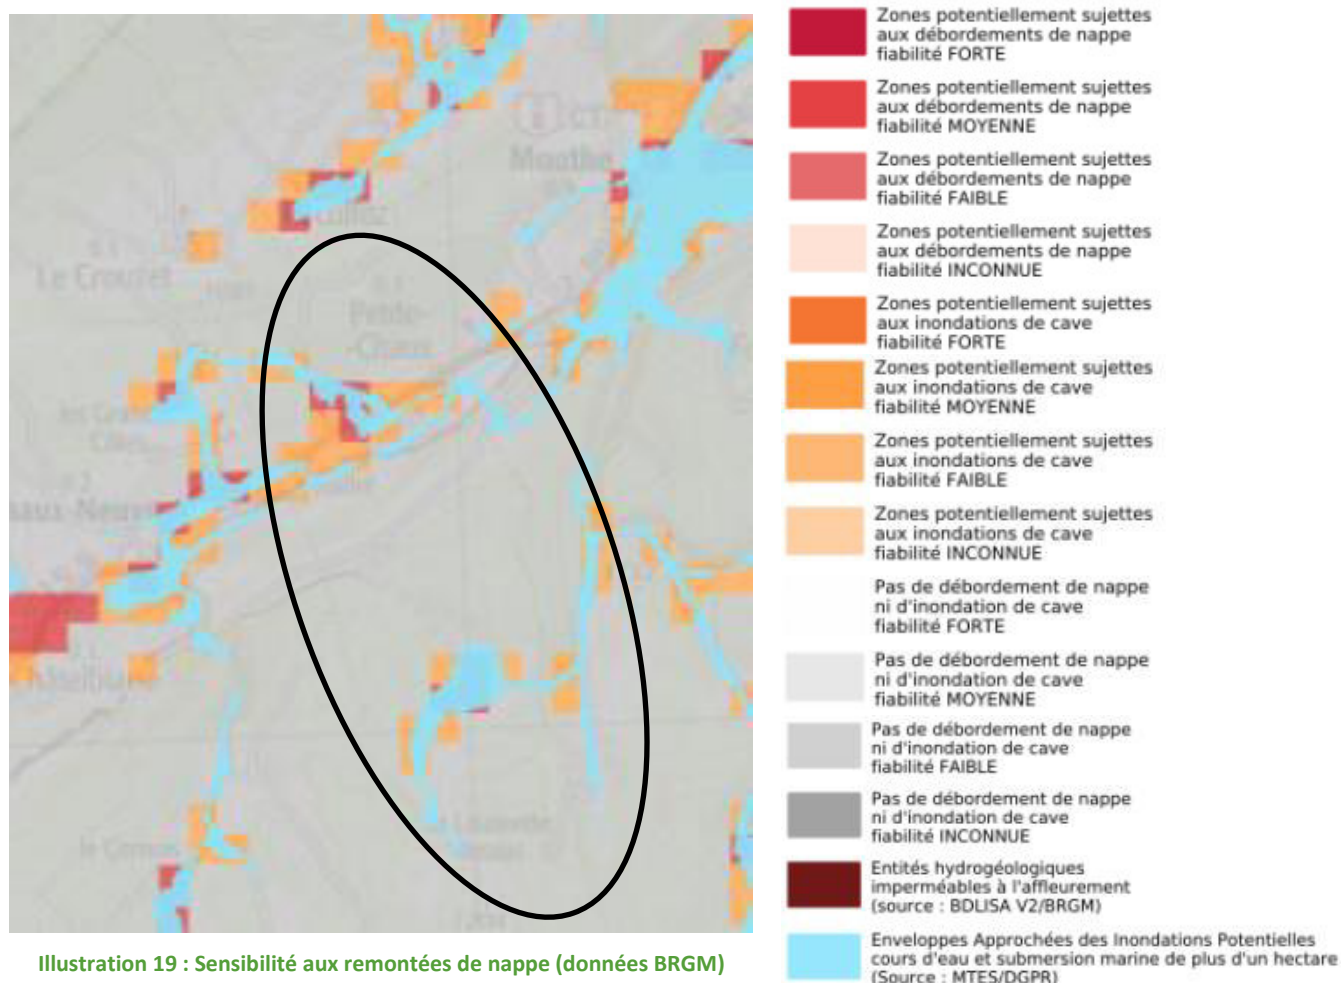 Mouthe
Le Crouzet
Petite-
-Chaux
Illustration 19 : Sensibilité aux remontées de nappe (données BRGM)
Zones potentiellement sujettes
aux débordements de nappe
fiabilité FORTE
Zones potentiellement sujettes
aux débordements de nappe
fiabilité MOYENNE
Zones potentiellement sujettes
aux débordements de nappe
fiabilité FAIBLE
Zones potentiellement sujettes
aux débordements de nappe
fiabilité INCONNUE
Zones potentiellement sujettes
aux inondations de cave
fiabilité FORTE
Zones potentiellement sujettes
aux inondations de cave
fiabilité MOYENNE
Zones potentiellement sujettes
aux inondations de cave
fiabilité FAIBLE
Zones potentiellement sujettes
aux inondations de cave
fiabilité INCONNUE
Pas de débordement de nappe
ni d'inondation de cave
fiabilité FORTE
Pas de débordement de nappe
ni d'inondation de cave
fiabilité MOYENNE
Pas de débordement de nappe
ni d'inondation de cave
fiabilité FAIBLE
Pas de débordement de nappe
ni d'inondation de cave
fiabilité INCONNUE
Entités hydrogéologiques
imperméables à l'affleurement
(source : BDLISA V2/BRGM)
Enveloppes Approchées des Inondations Potentielles
cours d'eau et submersion marine de plus d'un hectare
(Source : MTES/DGPR)